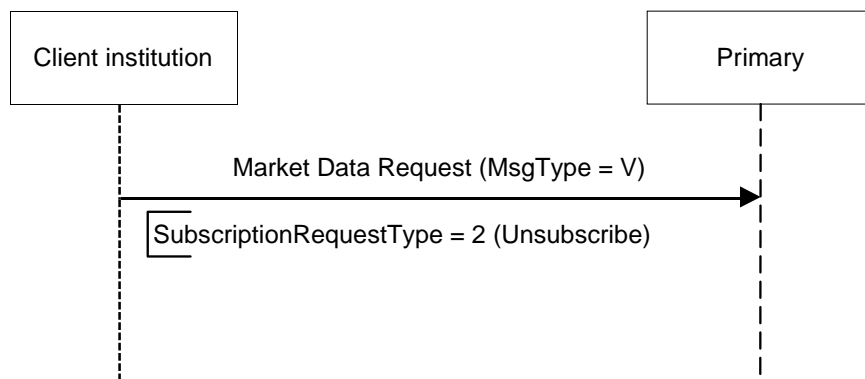 Client institution
Primary
Market Data Request (MsgType = V)
SubscriptionRequestType = 2 (Unsubscribe)